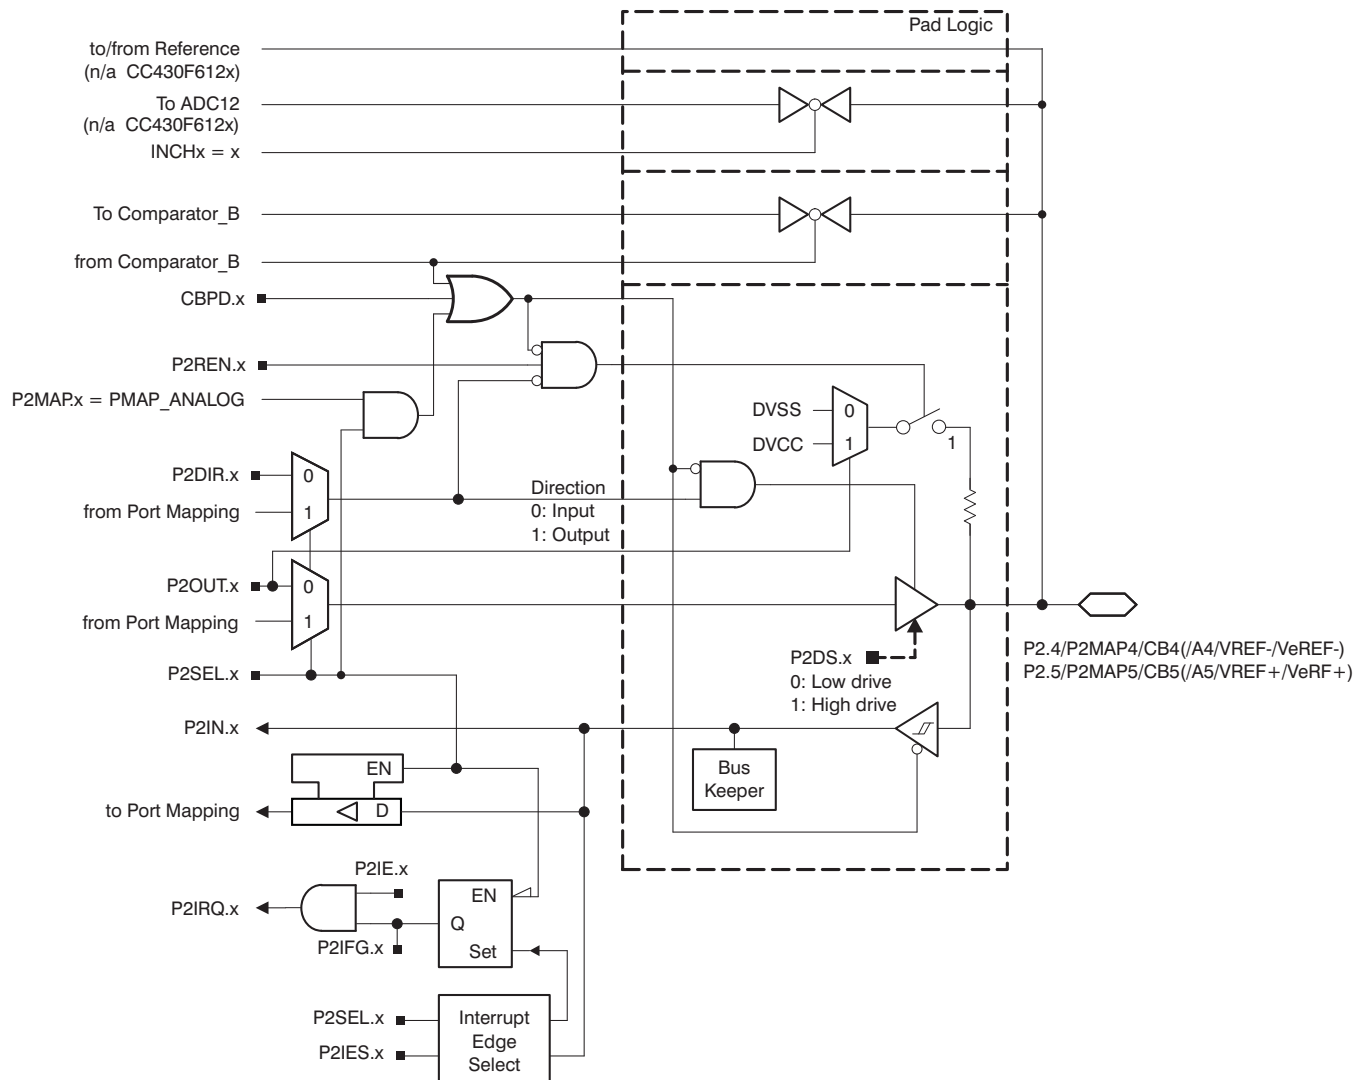 Pad Logic
to/from Reference
(n/a CC430F612x)
To ADC12
(n/a CC430F612x)
INCHx = x
To Comparator_B
from Comparator_B
CBPD.x
P2REN.x
P2MAP.x = PMAP_ANALOG
DVSS
0
DVCC
1
1
P2DIR.x
0
from Port Mapping
1
Direction
0: Input
1: Output
P2OUT.x
0
from Port Mapping
1
P2SEL.x
P2DS.x
0: Low drive
1: High drive
P2.4/P2MAP4/CB4(/A4/VREF-/VeREF-)
P2.5/P2MAP5/CB5(/A5/VREF+/VeRF+)
P2IN.x
Bus
Keeper
EN
to Port Mapping
D
P2IE.x
P2IRQ.x
EN
Q
Set
P2IFG.x
P2SEL.x
P2IES.x
Interrupt
Edge
Select